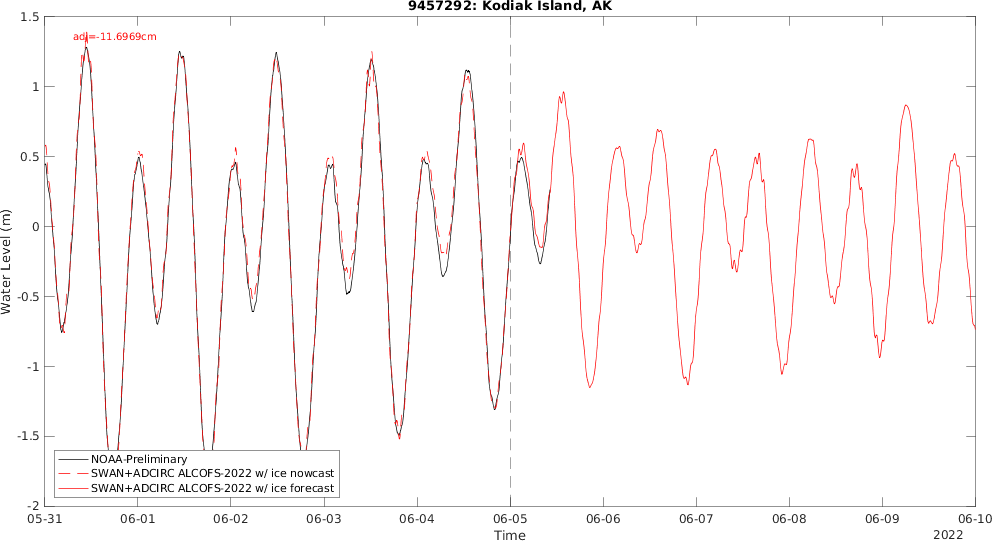 9457292: Kodiak Island, AK
adj=-11.6969cm
Water Level (m)
1.5
1
0.5
0
-0.5
-1
-1.5
-2
NOAA-Preliminary
SWAN+ADCIRC ALCOFS-2022 w/ ice nowcast
SWAN+ADCIRC ALCOFS-2022 w/ ice forecast
05-31 06-01 06-02 06-03 06-04 06-05 06-06 06-07 06-08 06-09 06-10
Time
2022